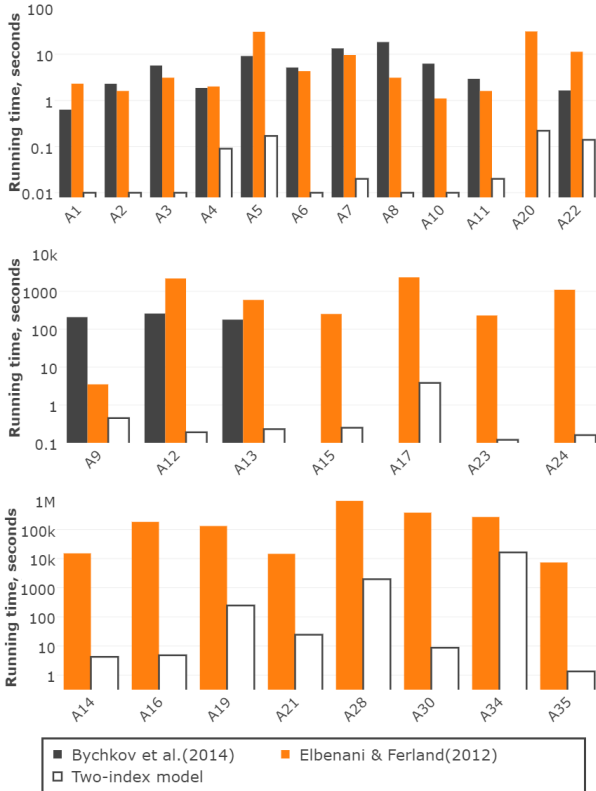 Running time, seconds
100
10
1
0.1
0.01
A1 A2 A3 A4 A5 A6 A7 A8 A10 A11 A20 A22
Running time, seconds
10k
1000
100
10
1
0.1
A9 A12 A13 A15 A17 A23 A24
Running time, seconds
1M
100k
10k
1000
100
10
1
A14 A16 A19 A21 A28 A30 A34 A35
Bychkov et al.(2014) Elbenani & Ferland(2012)
Two-index model